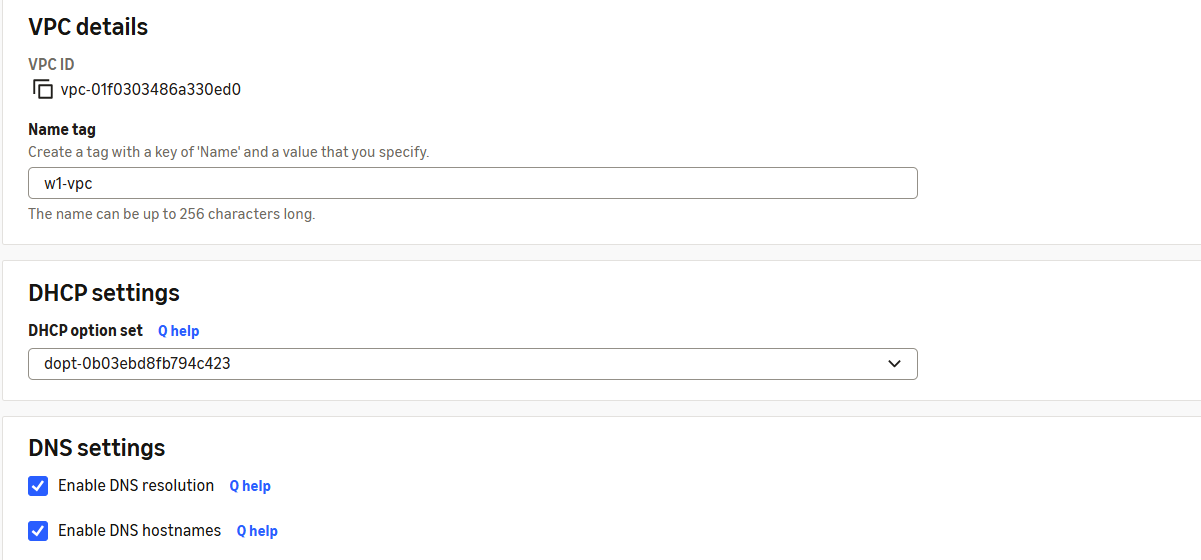 VPC details
VPC ID
vpc-01f0303486a330ed0
Name tag
Create a tag with a key of 'Name' and a value that you specify.
w1-vpc
The name can be up to 256 characters long.
DHCP settings
DHCP option set Q help
dopt-0b03ebd8fb794c423
DNS settings
Enable DNS resolution Q help
Enable DNS hostnames Q help